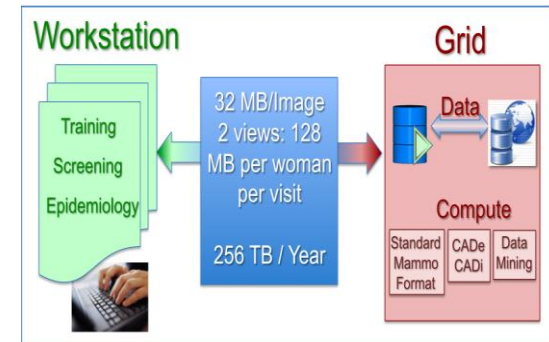 Workstation
Training
Screening
Epidemiology
32 MB/Image
2 views: 128
MB per woman
per visit
256 TB / Year
Grid
Data
Compute
Standard
Mammo
Format
CADe
CADi
Data
Mining